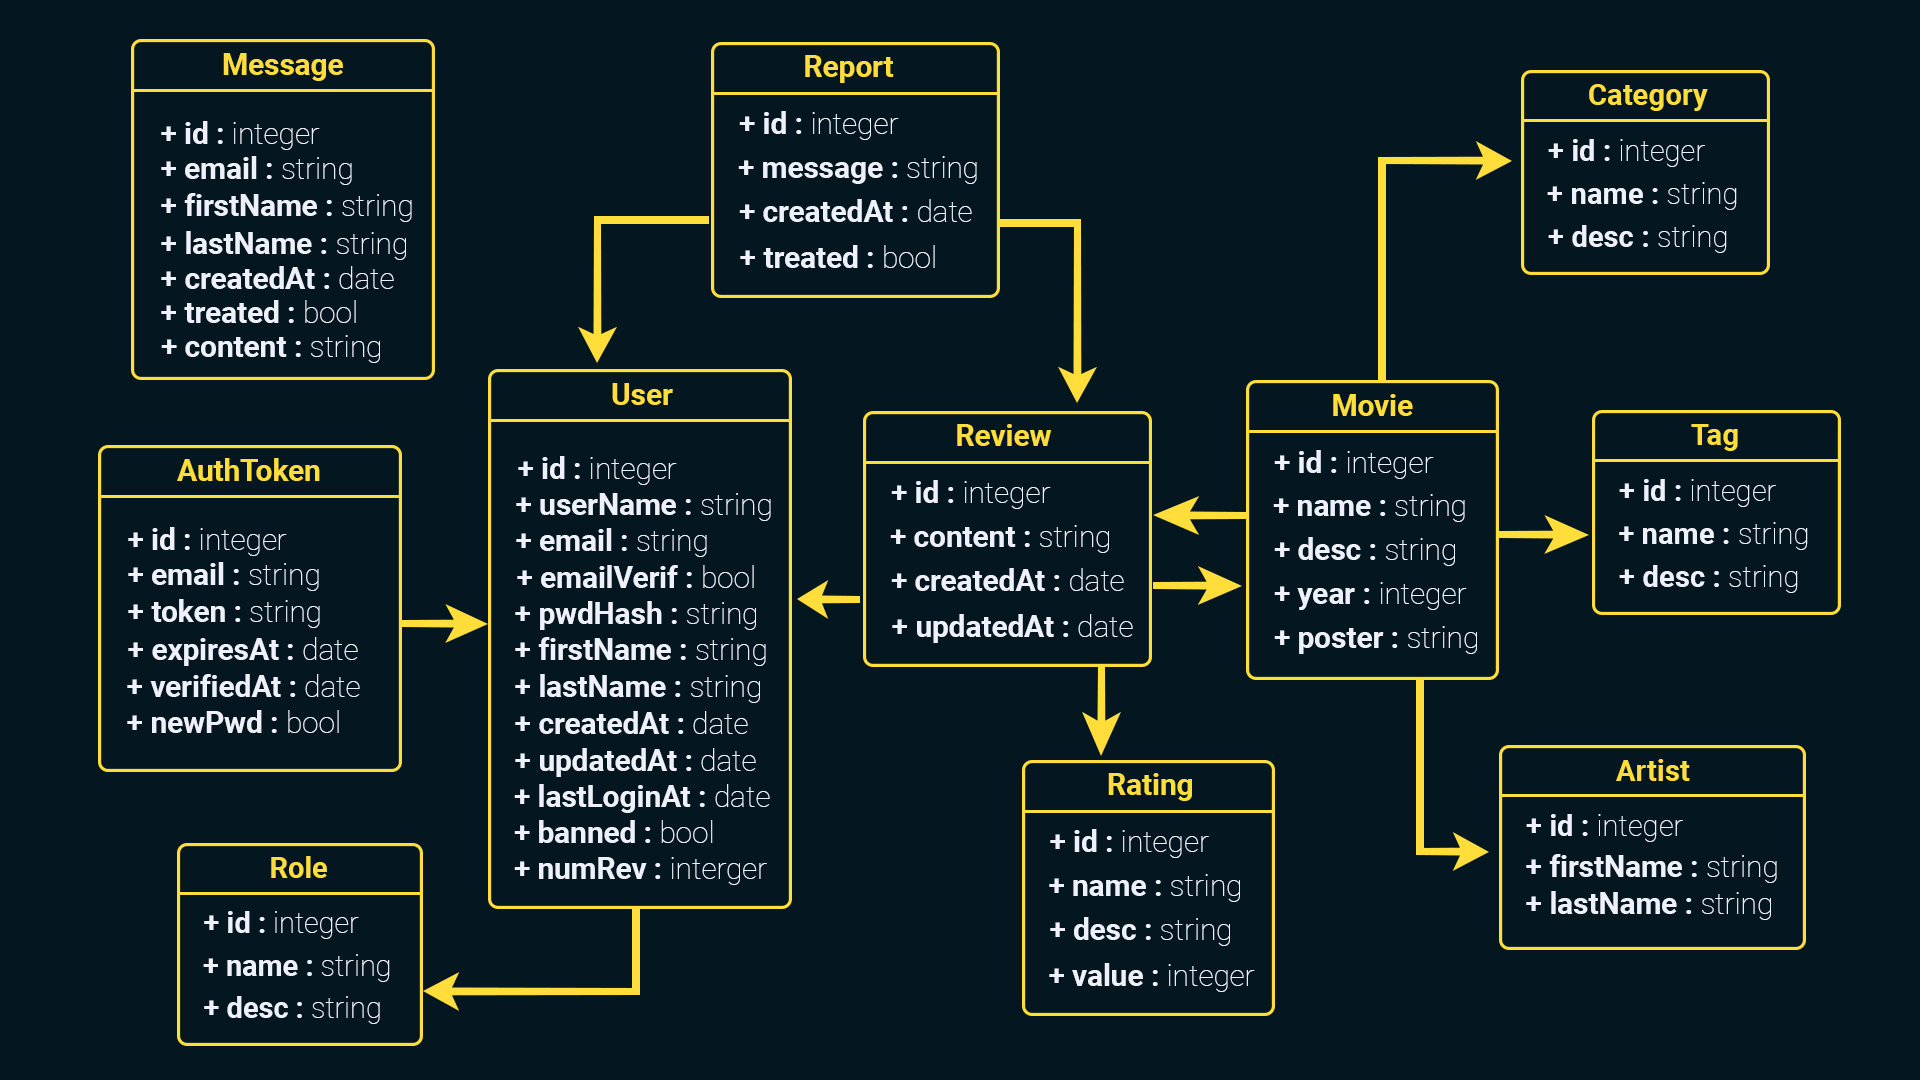 Message
+ id : integer
+ email : string
+ firstName : string
+ lastName : string
+ createdAt : date
+ treated : bool
+ content : string
Report
+ id : integer
+ message : string
+ createdAt : date
+ treated : bool
Category
+ id : integer
+ name : string
+ desc : string
AuthToken
+ id : integer
+ email : string
+ token : string
+ expiresAt : date
+ verifiedAt : date
+ newPwd : bool
User
+ id : integer
+ userName : string
+ email : string
+ emailVerif : bool
+ pwdHash : string
+ firstName : string
+ lastName : string
+ createdAt : date
+ updatedAt : date
+ lastLoginAt : date
+ banned : bool
+ numRev : interger
Review
+ id : integer
+ content : string
+ createdAt : date
+ updatedAt : date
Movie
+ id : integer
+ name : string
+ desc : string
+ year : integer
+ poster : string
Tag
+ id : integer
+ name : string
+ desc : string
Role
+ id : integer
+ name : string
+ desc : string
Rating
+ id : integer
+ name : string
+ desc : string
+ value : integer
Artist
+ id : integer
+ firstName : string
+ lastName : string